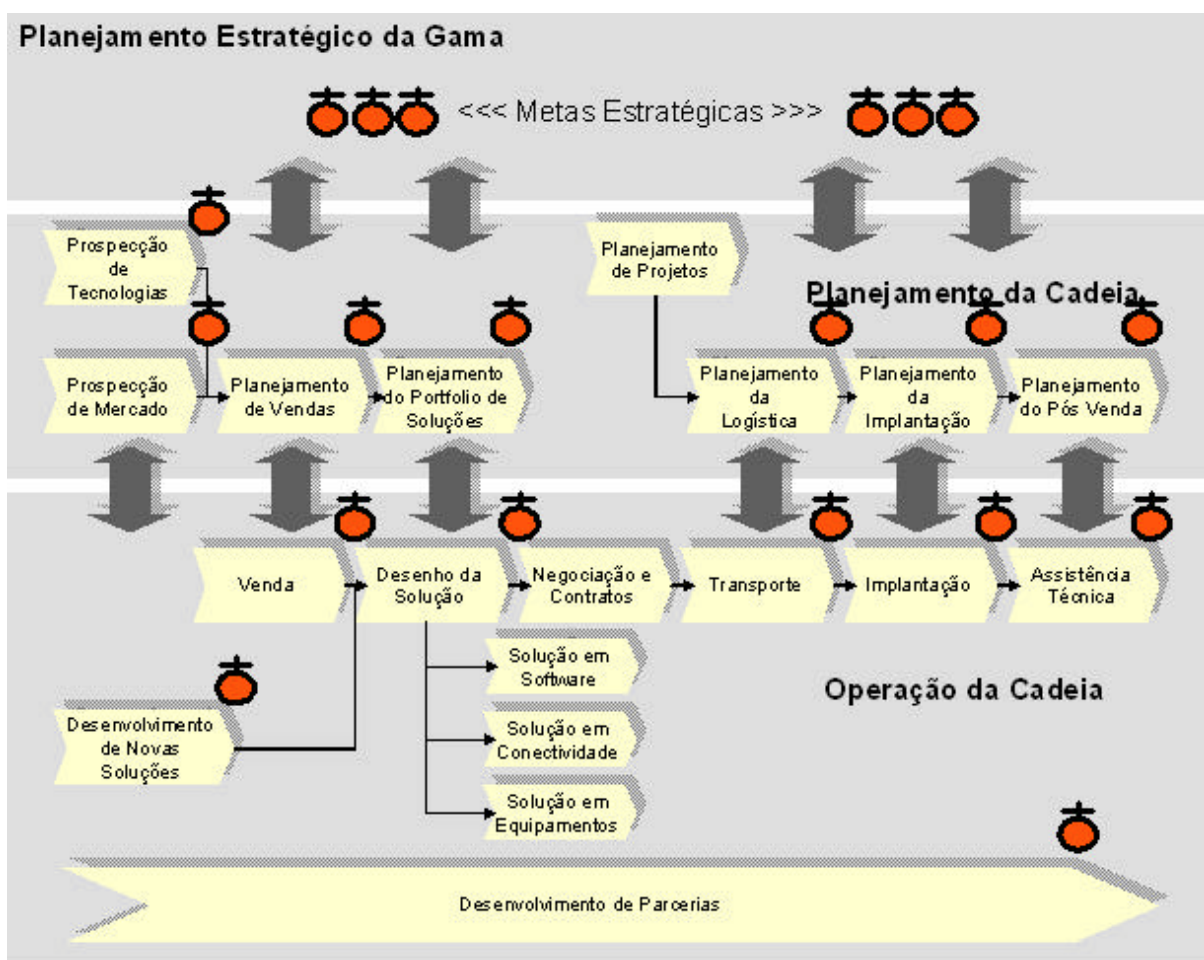 Planejamento Estratégico da Gama
<<< Metas Estratégicas >>>
Prospecção
de
Tecnologias
Planejamento
de Projetos
Planejamento da Cadeia
Prospecção
de Mercado
Planejamento
de Vendas
Planejamento
do Portfolio de
Soluções
Planejamento
da
Logística
Planejamento
da
Implantação
Planejamento
do Pós Venda
Venda
Desenho da
Solução
Negociação e
Contratos
Transporte
Implantação
Assistência
Técnica
Solução em
Software
Operação da Cadeia
Desenvolvimento
de Novas
Soluções
Solução em
Conectividade
Solução em
Equipamentos
Desenvolvimento de Parcerias